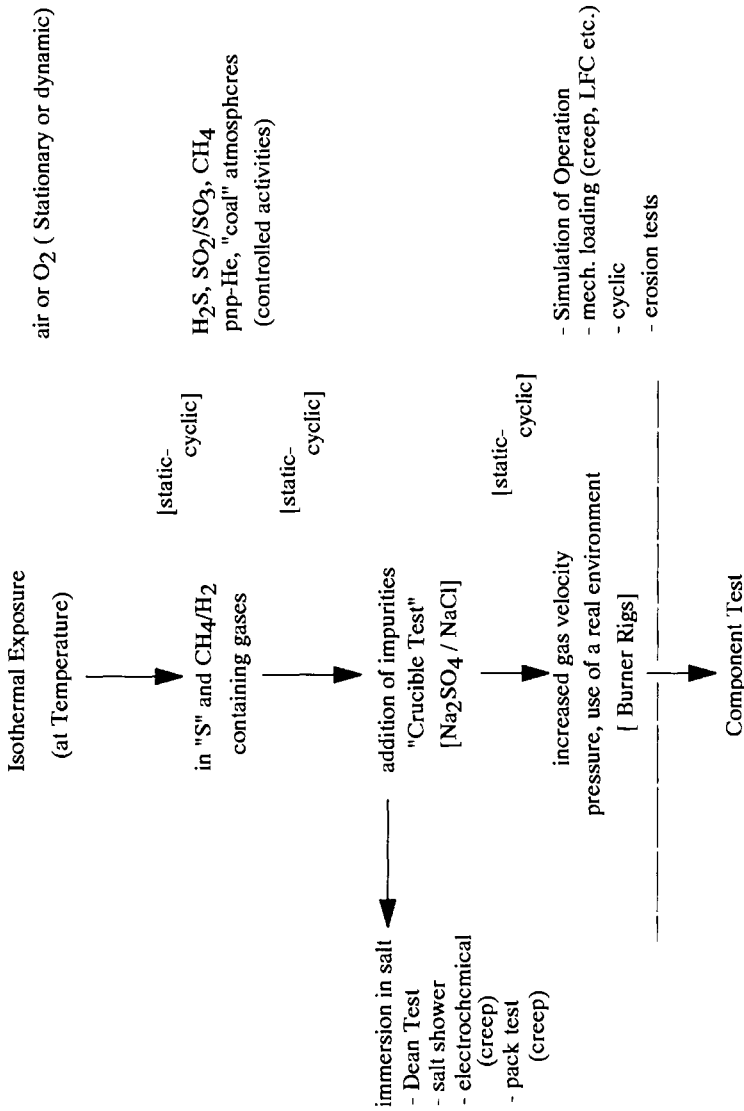 Isothermal Exposure
(at Temperature)
air or O2 ( Stationary or dynamic)
[static-
cyclic]
in "S" and CH4/H2
containing gases
H2S, SO2/SO3, CH4
pnp-He, "coal" atmosphcres
(controlled activities)
[static-
cyclic]
addition of impurities
"Crucible Test"
[Na2SO4 / NaCl]
immersion in salt
- Dean Test
- salt shower
- electrochcmical
(creep)
- pack test
(creep)
[static-
cyclic]
increased gas velocity
pressure, use of a real environment
[ Burner Rigs]
- Simulation of Operation
- mech. loading (creep, LFC etc.)
- cyclic
- erosion tests
Component Test